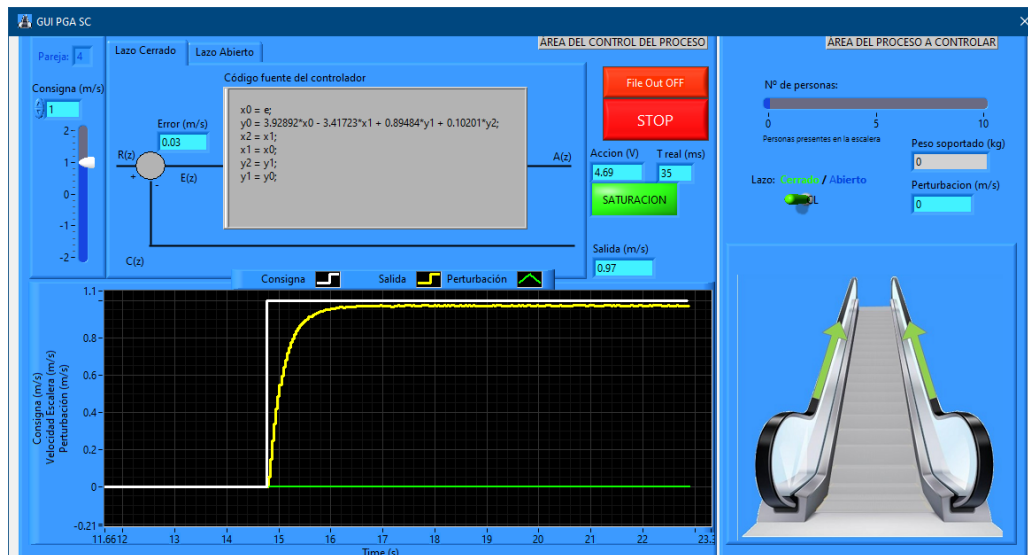 GUI PGA SC
Pareja: 4
Lazo Cerrado
Lazo Abierto
ÁREA DEL CONTROL DEL PROCESO
Consigna (m/s)
1
2-
1-
0-
-1-
-2-
Código fuente del controlador
x0 = e;
y0 = 3.92892*x0 - 3.41723*x1 + 0.89484*y1 + 0.10201*y2;
x2 = x1;
x1 = x0;
y2 = y1;
y1 = y0;
Error (m/s)
0.03
R(z)
+
-
E(z)
A(z)
C(z)
File Out OFF
STOP
Accion (V)
T real (ms)
4.69
35
SATURACION
Salida (m/s)
0.97
Consigna
Salida
Perturbación
Consigna (m/s)
Velocidad Escalera (m/s)
Perturbación (m/s)
1.1
0.8
0.6
0.4
0.2
0
-0.21
11.6612
13
14
15
16
17
18
19
20
21
22
23.3
Time (s)
ÁREA DEL PROCESO A CONTROLAR
Nº de personas:
0
5
10
Personas presentes en la escalera
Peso soportado (kg)
0
Lazo: Cerrado / Abierto
Perturbacion (m/s)
0